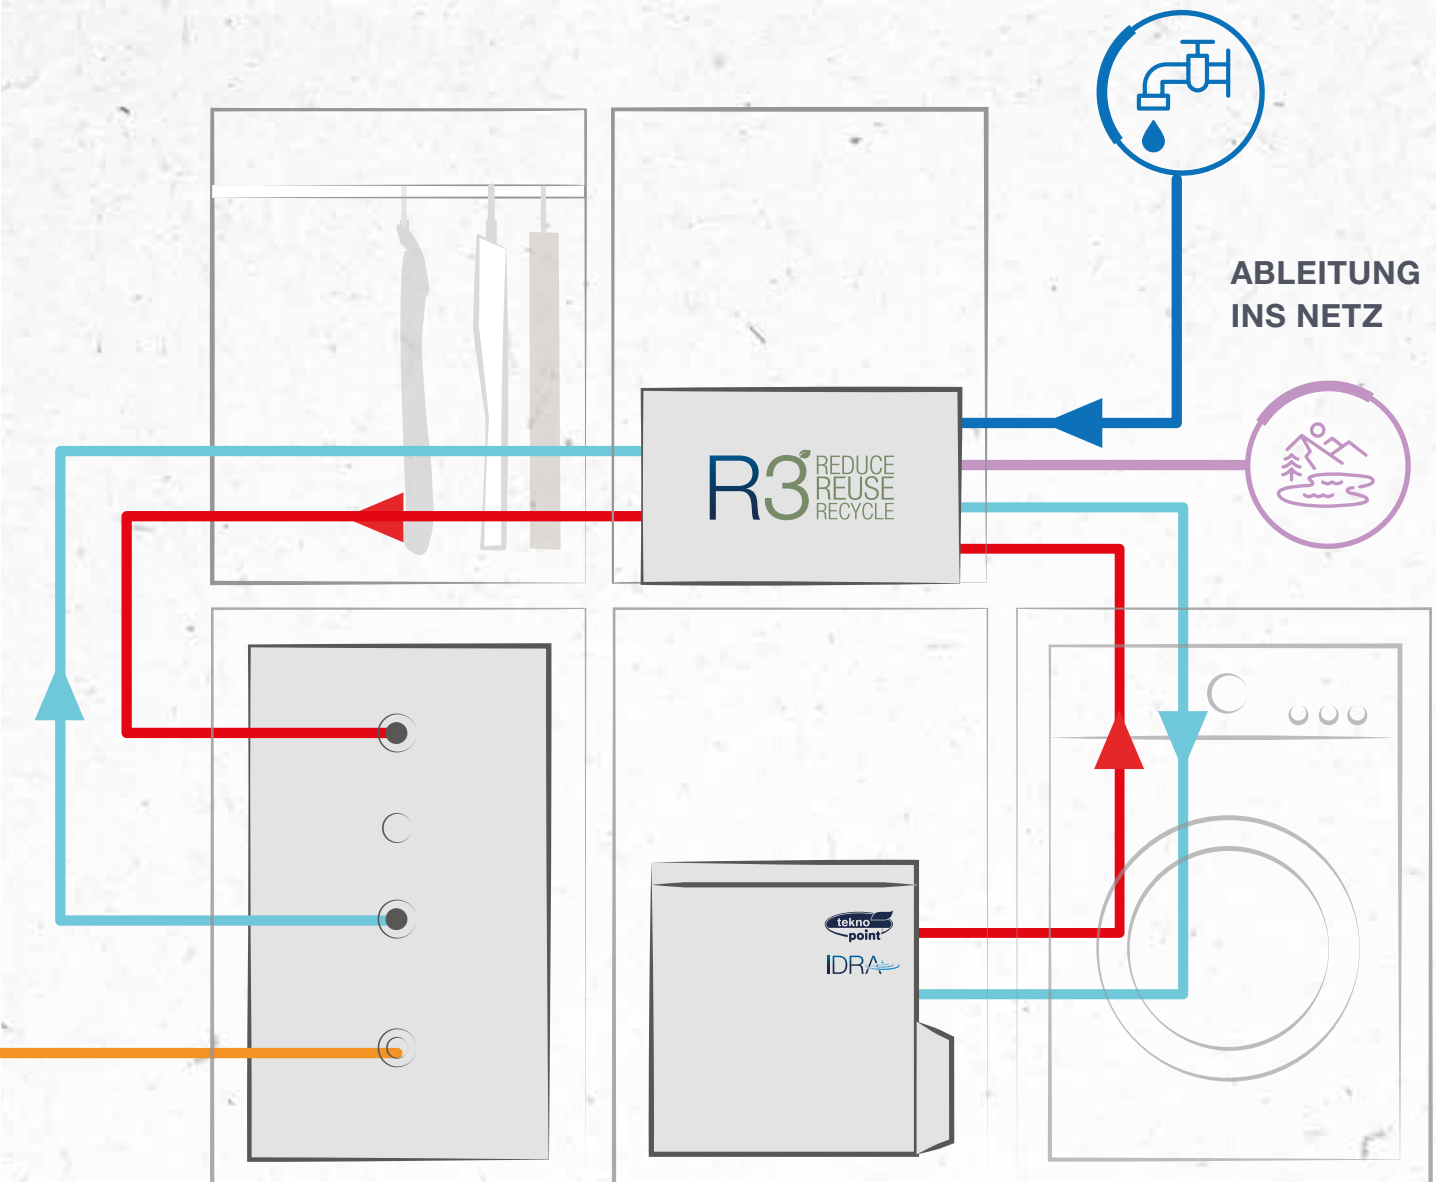 ABLEITUNG
INS NETZ
R3 REDUCE
REUSE
RECYCLE
tekno
point
IDRA